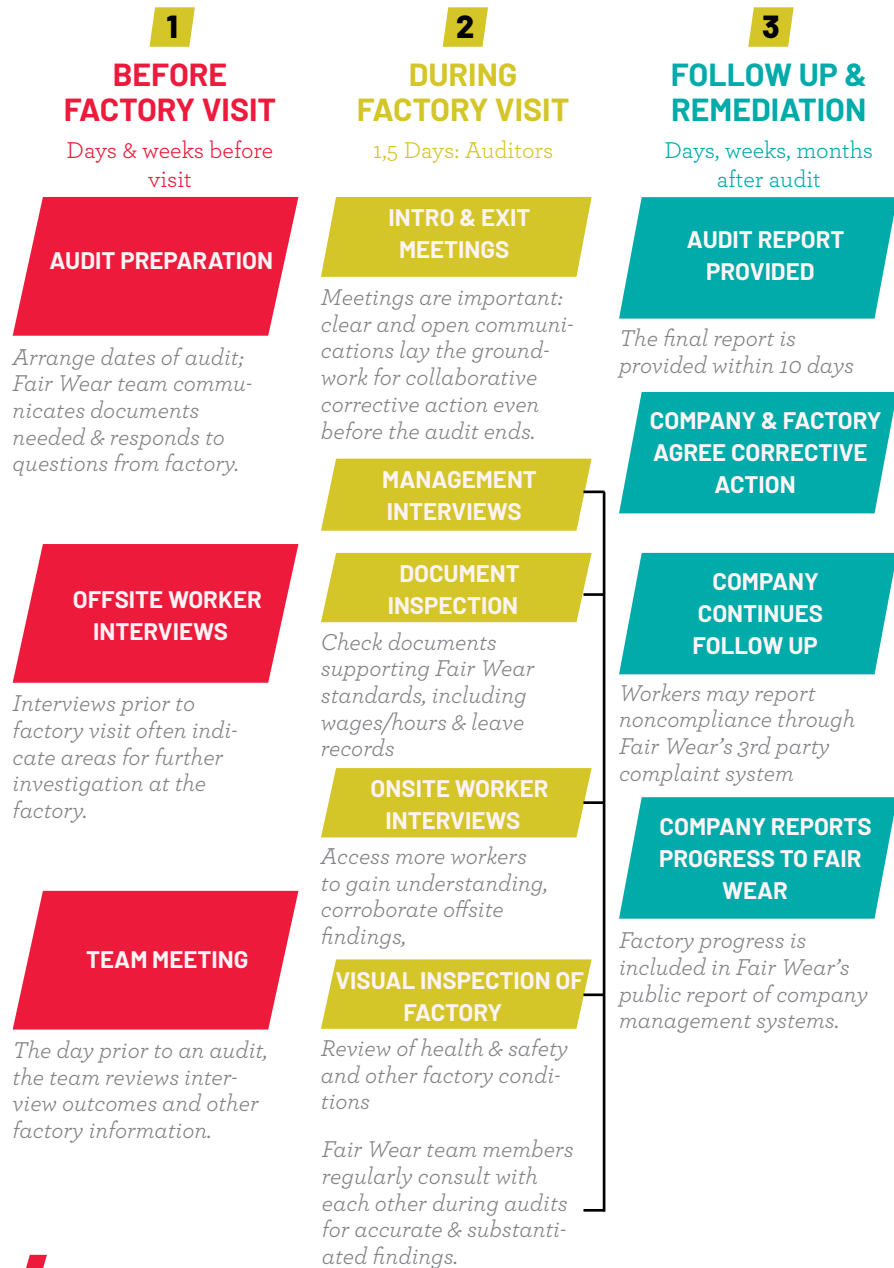 1
BEFORE
FACTORY VISIT
Days & weeks before
visit
AUDIT PREPARATION
Arrange dates of audit;
Fair Wear team commu-
nicates documents
needed & responds to
questions from factory.
OFFSITE WORKER
INTERVIEWS
Interviews prior to
factory visit often indi-
cate areas for further
investigation at the
factory.
TEAM MEETING
The day prior to an audit,
the team reviews inter-
view outcomes and other
factory information.
2
DURING
FACTORY VISIT
1,5 Days: Auditors
INTRO & EXIT
MEETINGS
Meetings are important:
clear and open communi-
cations lay the ground-
work for collaborative
corrective action even
before the audit ends.
MANAGEMENT
INTERVIEWS
DOCUMENT
INSPECTION
Check documents
supporting Fair Wear
standards, including
wages/hours & leave
records
ONSITE WORKER
INTERVIEWS
Access more workers
to gain understanding,
corroborate offsite
findings,
VISUAL INSPECTION OF
FACTORY
Review of health & safety
and other factory condi-
tions
Fair Wear team members
regularly consult with
each other during audits
for accurate & substanti-
ated findings.
3
FOLLOW UP &
REMEDIATION
Days, weeks, months
after audit
AUDIT REPORT
PROVIDED
The final report is
provided within 10 days
COMPANY & FACTORY
AGREE CORRECTIVE
ACTION
COMPANY
CONTINUES
FOLLOW UP
Workers may report
noncompliance through
Fair Wear's 3rd party
complaint system
COMPANY REPORTS
PROGRESS TO FAIR
WEAR
Factory progress is
included in Fair Wear's
public report of company
management systems.